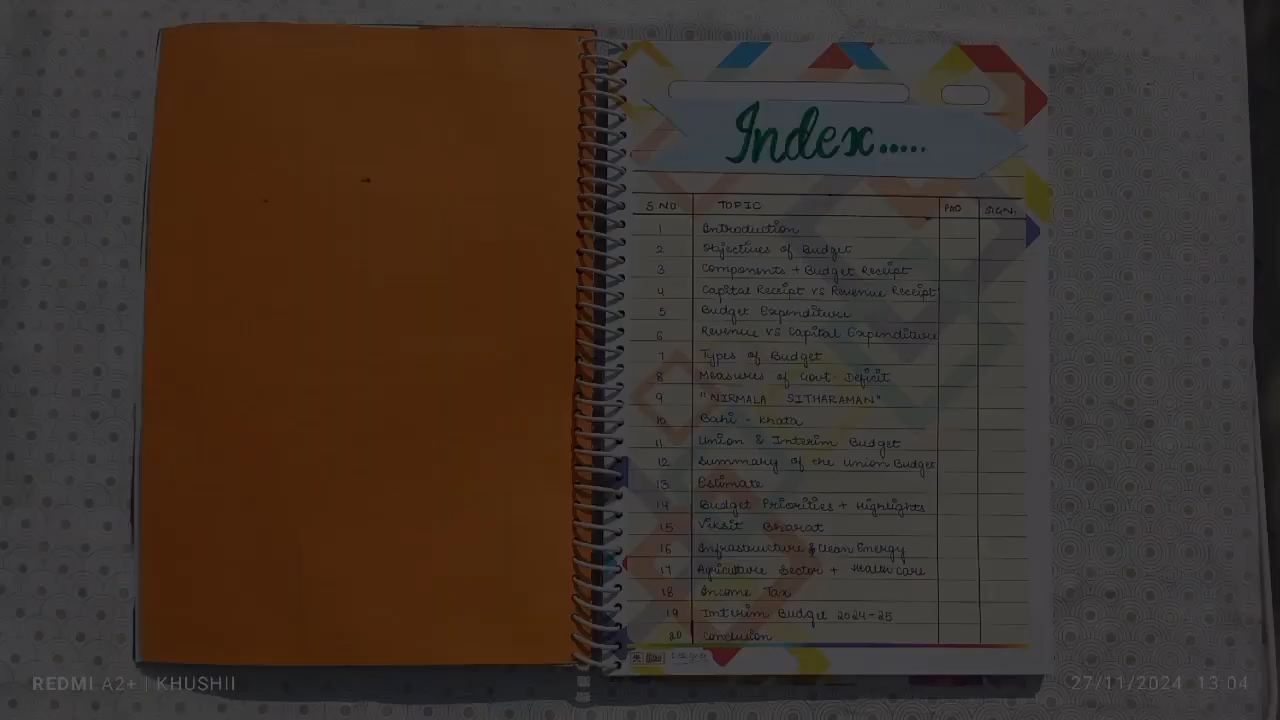 Index.....
S NO TOPIC PNO SIGN.
1 Introduction
2 Objectives of Budget
3 Components + Budget Receipt
4 Capital Receipt VS Revenue Receipt
5 Budget Expenditure
6 Revenue VS Capital Expenditure
7 Types of Budget
8 Measures of Govt. Deficit
9 "NIRMALA SITHARAMAN"
10 Bahi - Khata
11 Union & Interim Budget
12 Summary of the Union Budget
13 Estimate
14 Budget Priorities + Highlights
15 Viksit Bharat
16 Infrastructure & Clean Energy
17 Agriculture Sector + Health Care
18 Income Tax
19 Interim Budget 2024-25
20 Conclusion
REDMI A2+ | KHUSHII
27/11/2024 13:04